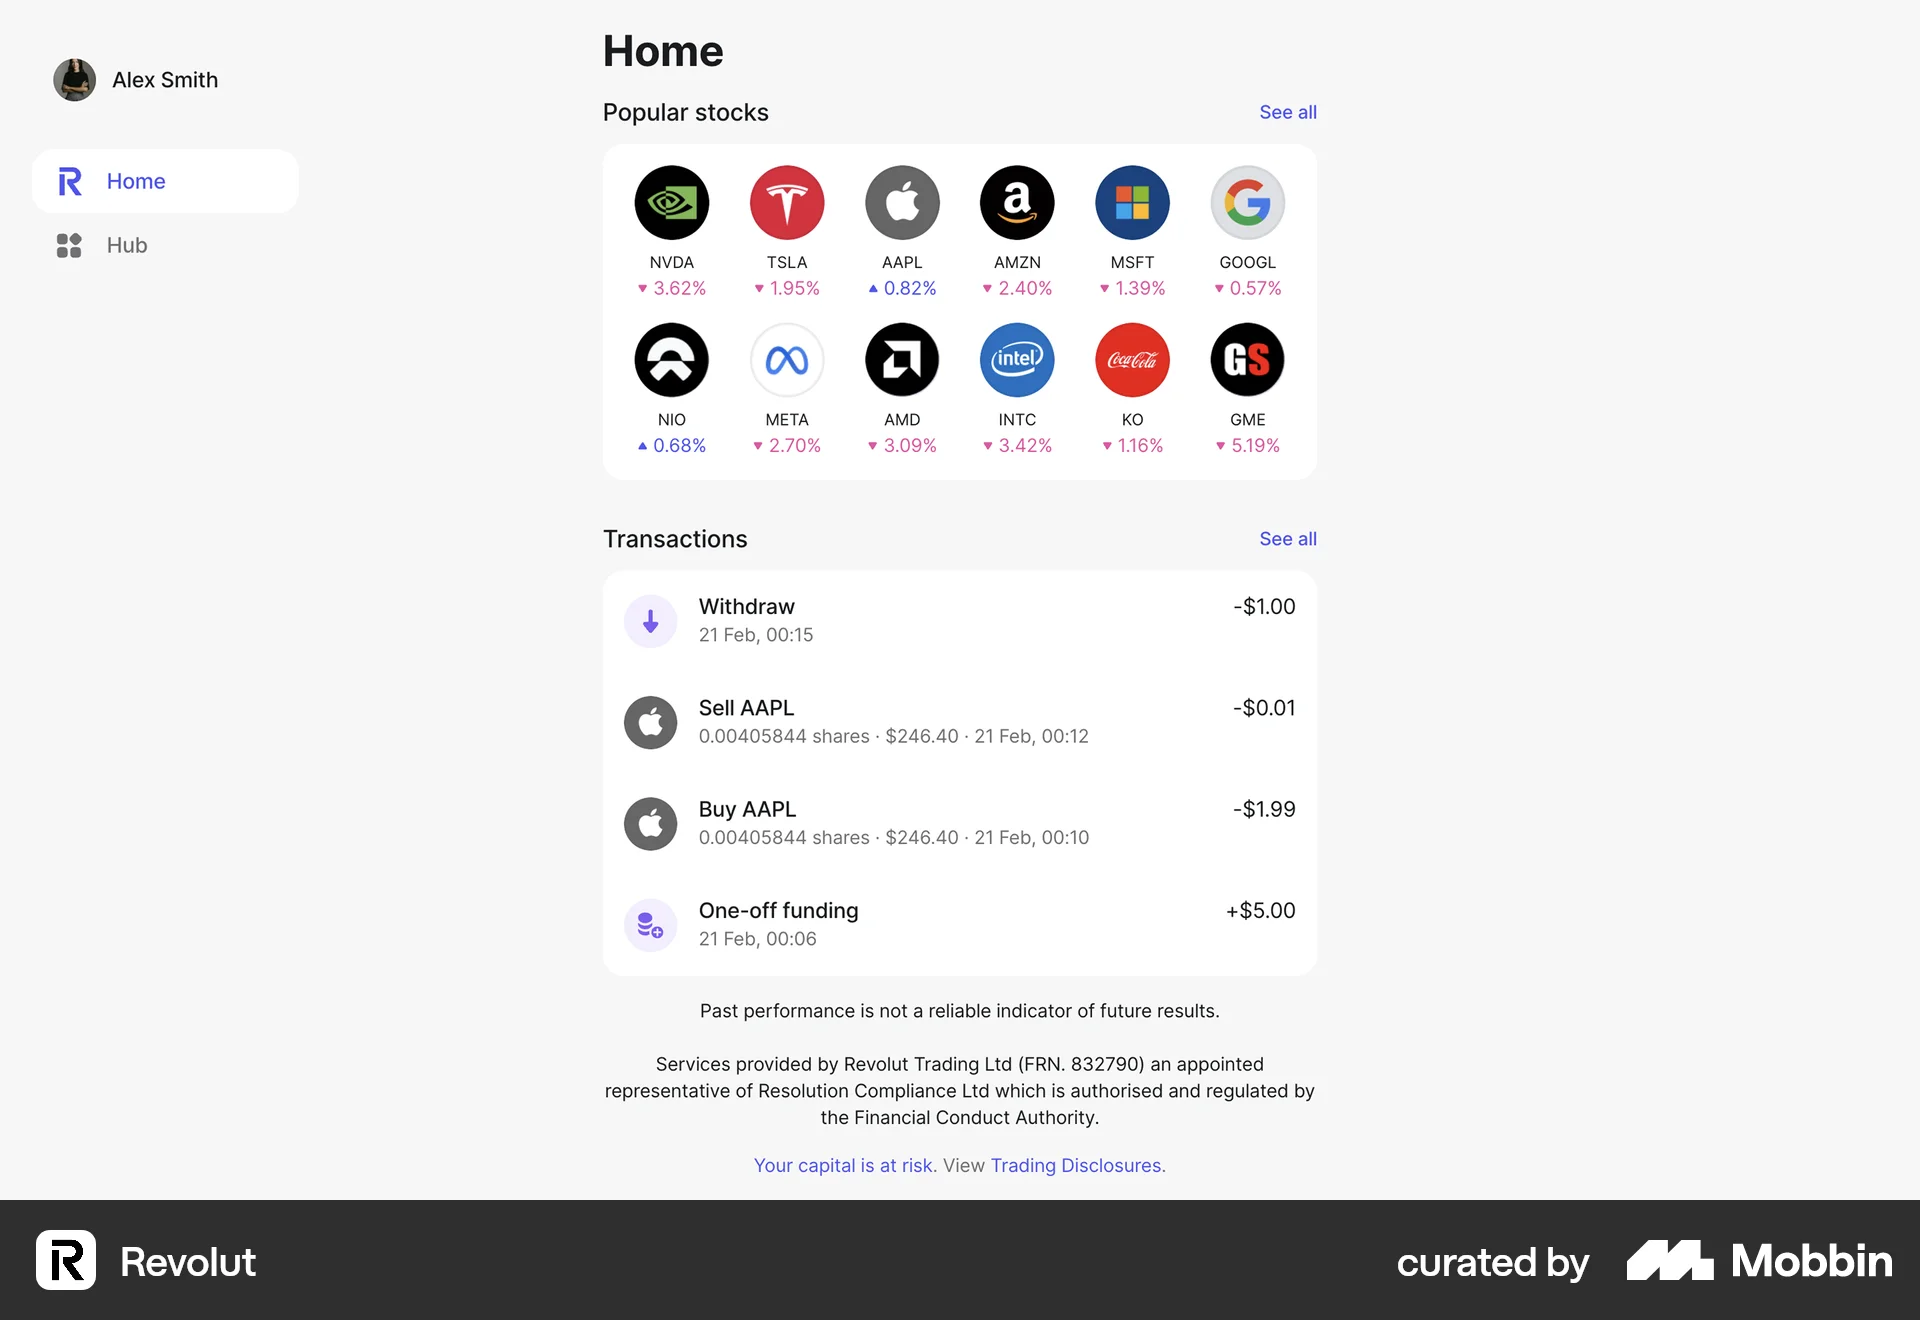 Alex Smith
Home
Hub
Home
Popular stocks
See all
a
NVDA
TSLA
AAPL
AMZN
MSFT
GOOGL
▼ 3.62%
▼ 1.95%
▲ 0.82%
▼ 2.40%
▼ 1.39%
▼ 0.57%
intel
Coca-Cola
GS
NIO
META
AMD
INTC
KO
GME
▲ 0.68%
▼ 2.70%
▼ 3.09%
▼ 3.42%
▼ 1.16%
▼ 5.19%
Transactions
See all
Withdraw
-$1.00
21 Feb, 00:15
Sell AAPL
-$0.01
0.00405844 shares · $246.40 · 21 Feb, 00:12
Buy AAPL
-$1.99
0.00405844 shares · $246.40 · 21 Feb, 00:10
One-off funding
+$5.00
21 Feb, 00:06
Past performance is not a reliable indicator of future results.
Services provided by Revolut Trading Ltd (FRN. 832790) an appointed
representative of Resolution Compliance Ltd which is authorised and regulated by
the Financial Conduct Authority.
Your capital is at risk. View Trading Disclosures.
Revolut
curated by
Mobbin